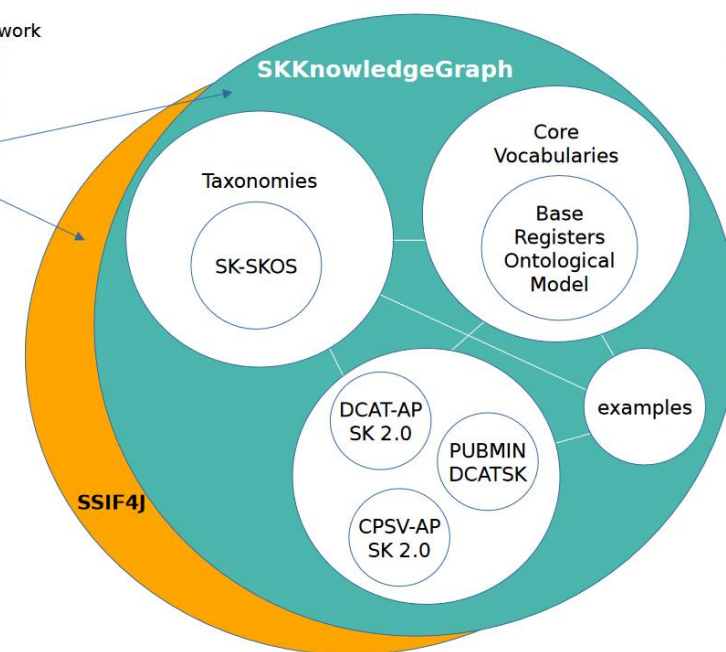 work
SKKnowledgeGraph
Core
Vocabularies
Taxonomies
Base
Registers
Ontological
Model
SK-SKOS
DCAT-AP
SK 2.0
examples
PUBMIN
DCATSK
SSIF4J
CPSV-AP
SK 2.0